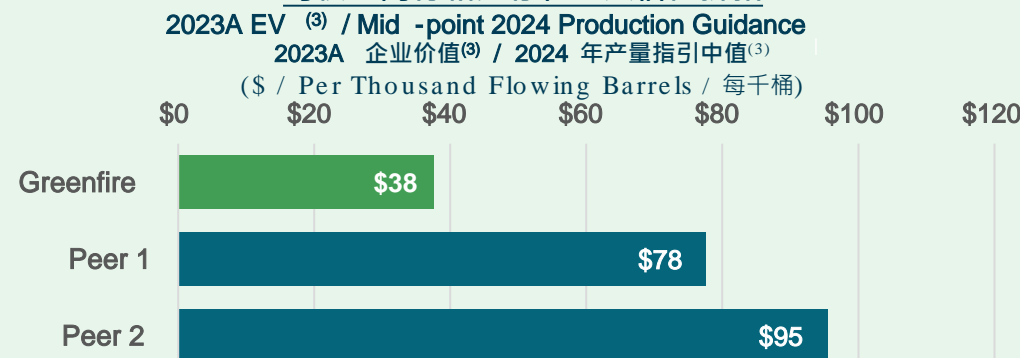 2023A EV (3) / Mid -point 2024 Production Guidance
2023A 企业价值(3) / 2024 年产量指引中值(3)
($ / Per Thousand Flowing Barrels / 每千桶)
$0 $20 $40 $60 $80 $100 $120
Greenfire $38
Peer 1 $78
Peer 2 $95